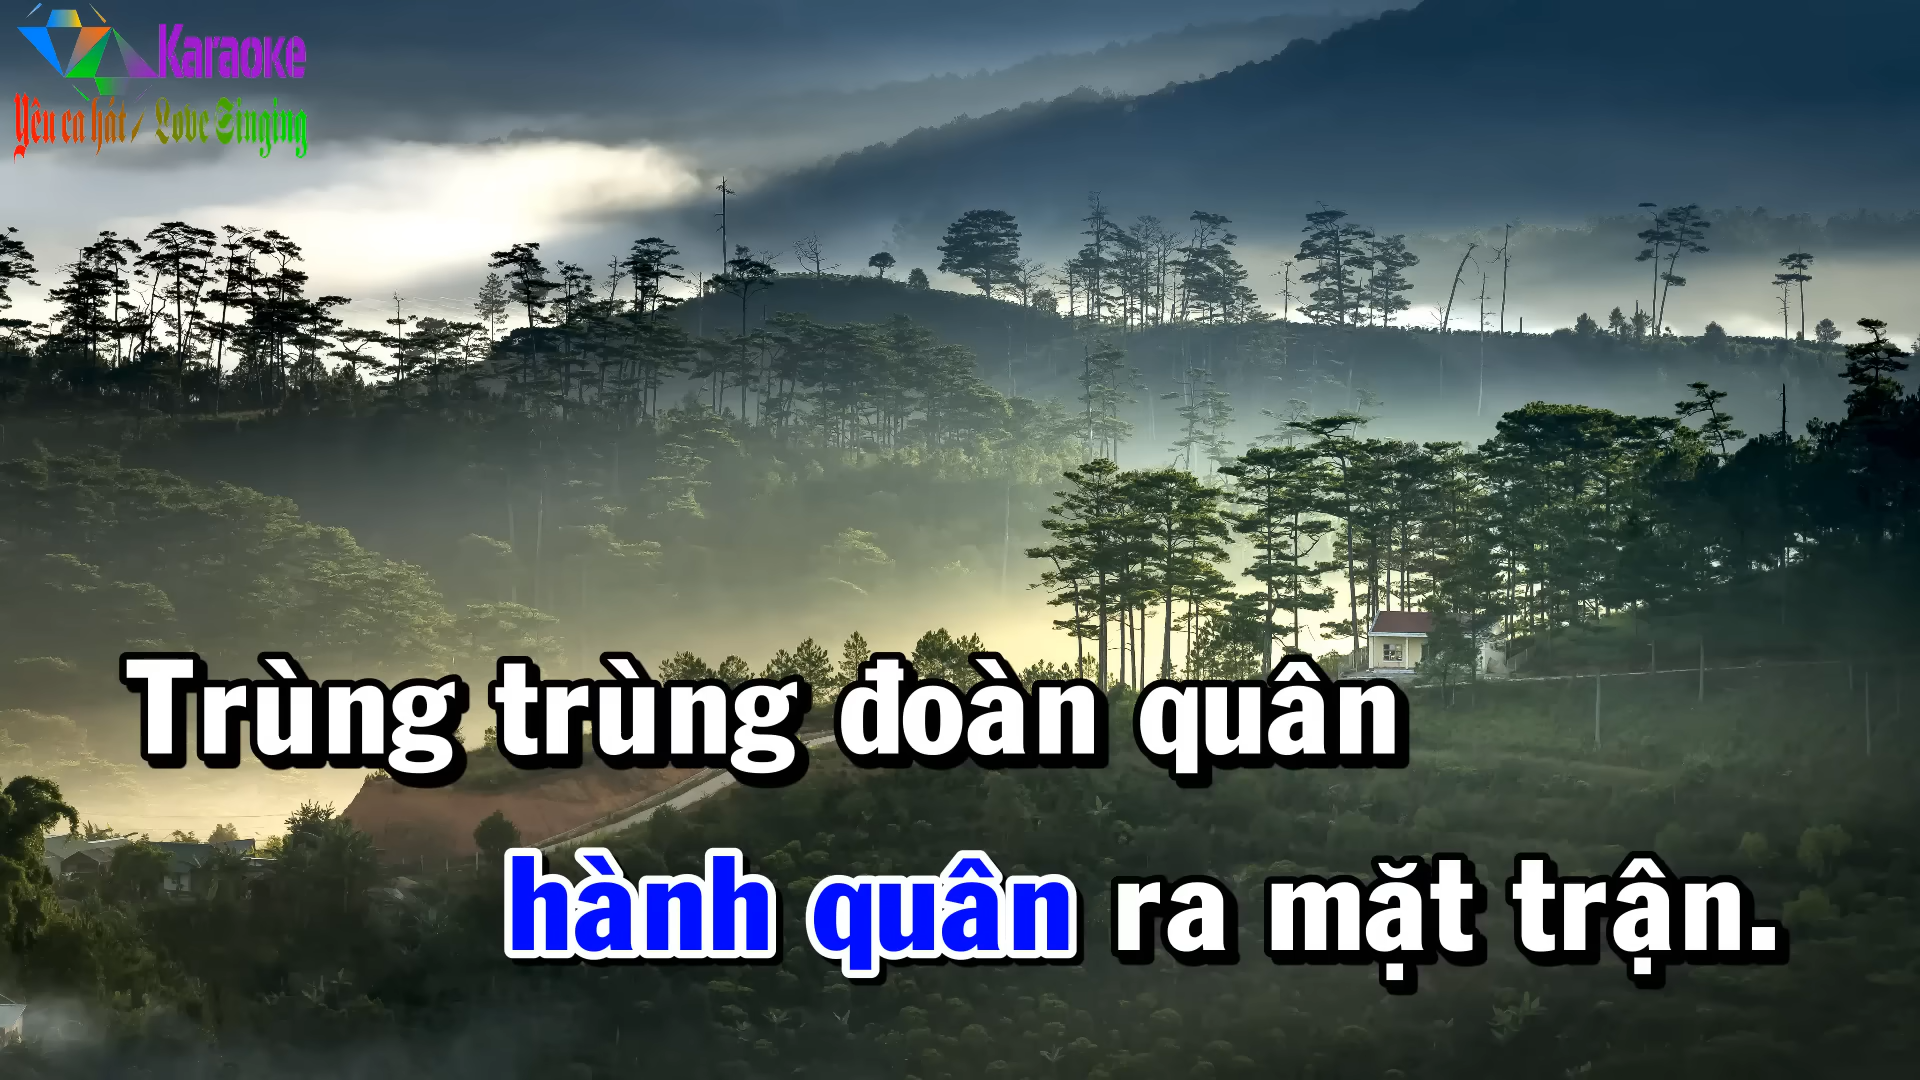 Karaoke
Yêu ca hát / Love Singing
Trùng trùng đoàn quân
hành quân ra mặt trận.